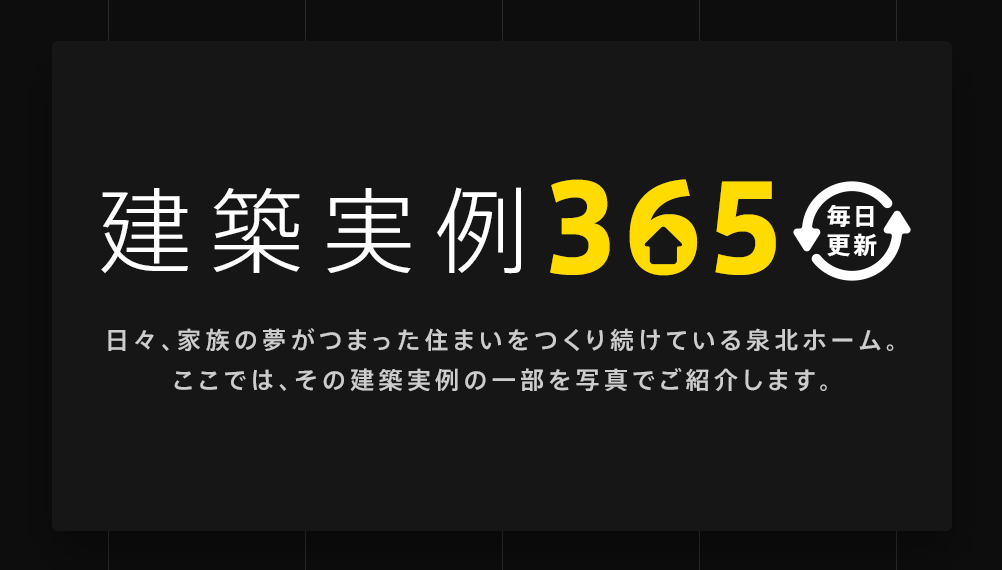 建築実例365
毎日
更新
日々、家族の夢がつまった住まいをつくり続けている泉北ホーム。
ここでは、その建築実例の一部を写真でご紹介します。